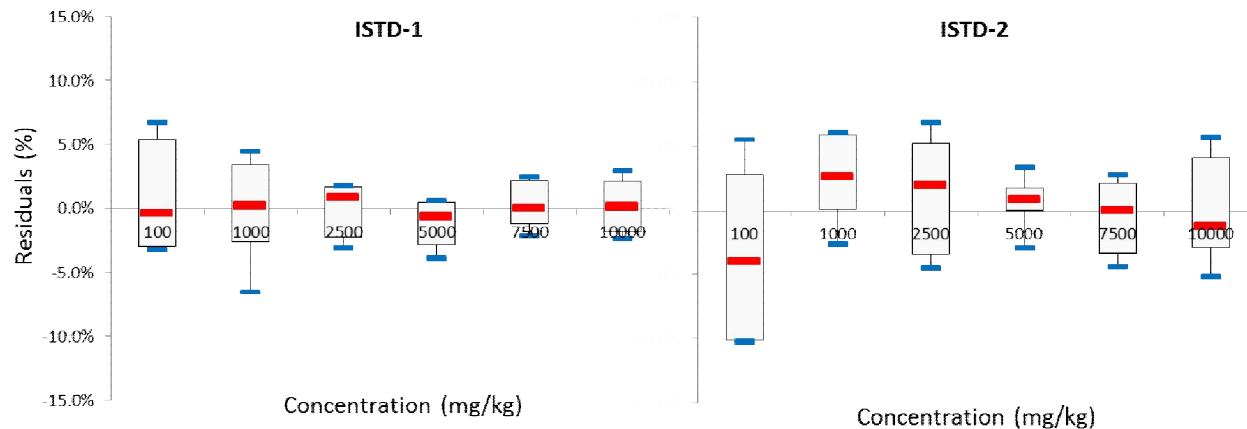 ISTD-1
ISTD-2
15.0%
10.0%
5.0%
0.0%
-5.0%
-10.0%
-15.0%
Residuals (%)
100 1000 2500 5000 7500 10000
100 1000 2500 5000 7500 10000
Concentration (mg/kg)
Concentration (mg/kg)